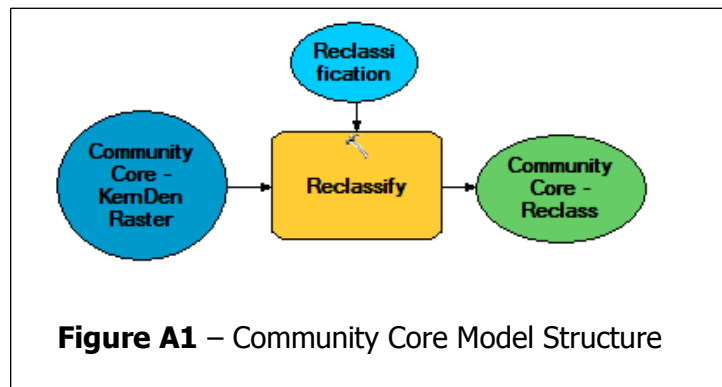 Reclassi
fication
Community
Core -
KernDen
Raster
Reclassify
Community
Core -
Reclass
Figure A1 – Community Core Model Structure